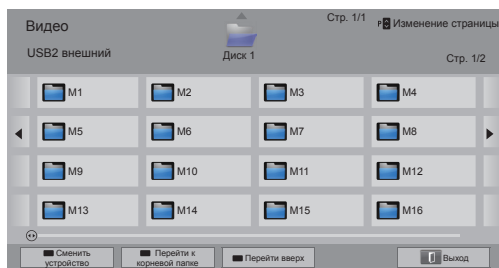 Видео
Стр. 1/1
P Изменение страницы
USB2 внешний
Диск 1
Стр. 1/2
M1
M2
M3
M4
M5
M6
M7
M8
M9
M10
M11
M12
M13
M14
M15
M16
Сменить
устройство
Перейти к
корневой папке
Перейти вверх
Выход